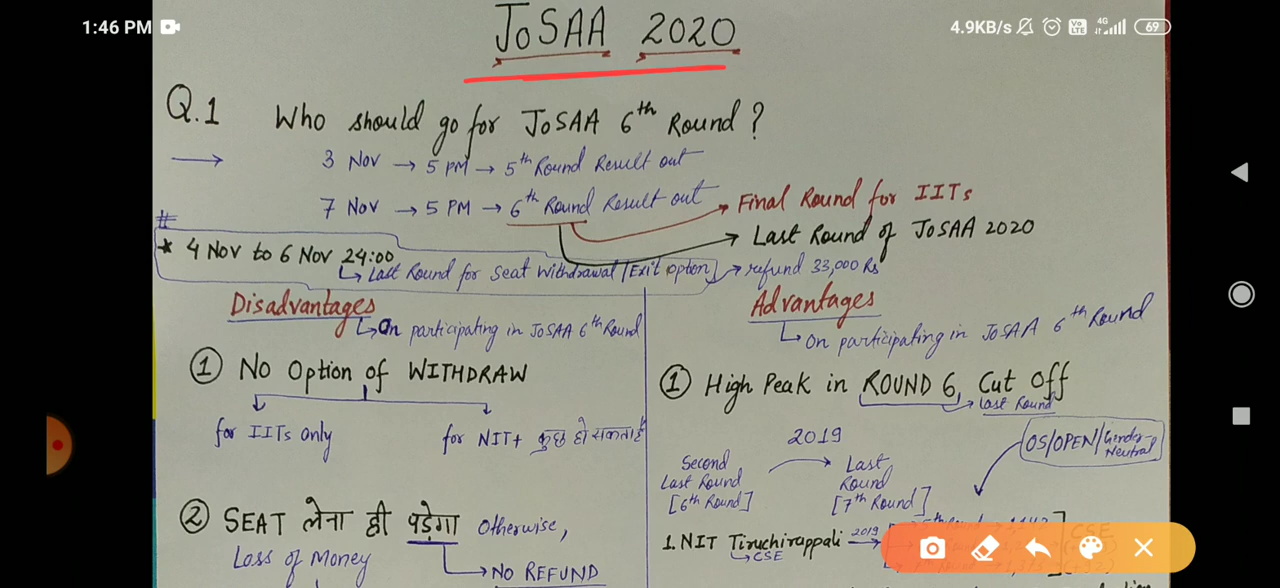 1:46 PM
4.9KB/s
4G
69
JoSAA 2020
Q.1 Who should go for JoSAA 6th Round?
3 Nov → 5 PM → 5th Round Result out
7 Nov → 5 PM → 6th Round Result out
Final Round for IITs
Last Round of JoSAA 2020
#
* 4 Nov to 6 Nov 24:00
Last Round for Seat Withdrawal/Exit option → refund 33,000 Rs
Disadvantages
On participating in JoSAA 6th Round
① No Option of WITHDRAW
for IITs only
for NIT+ कुछ हो सकता है
② SEAT लेना ही पड़ेगा Otherwise,
Loss of Money
NO REFUND
Advantages
On participating in JoSAA 6th Round
① High Peak in ROUND 6, Cut Off
Last Round
OS/OPEN/Gender Neutral
2019
Second Last Round [6th Round]
Last Round [7th Round]
1. NIT Tiruchirappali 2019
CSE